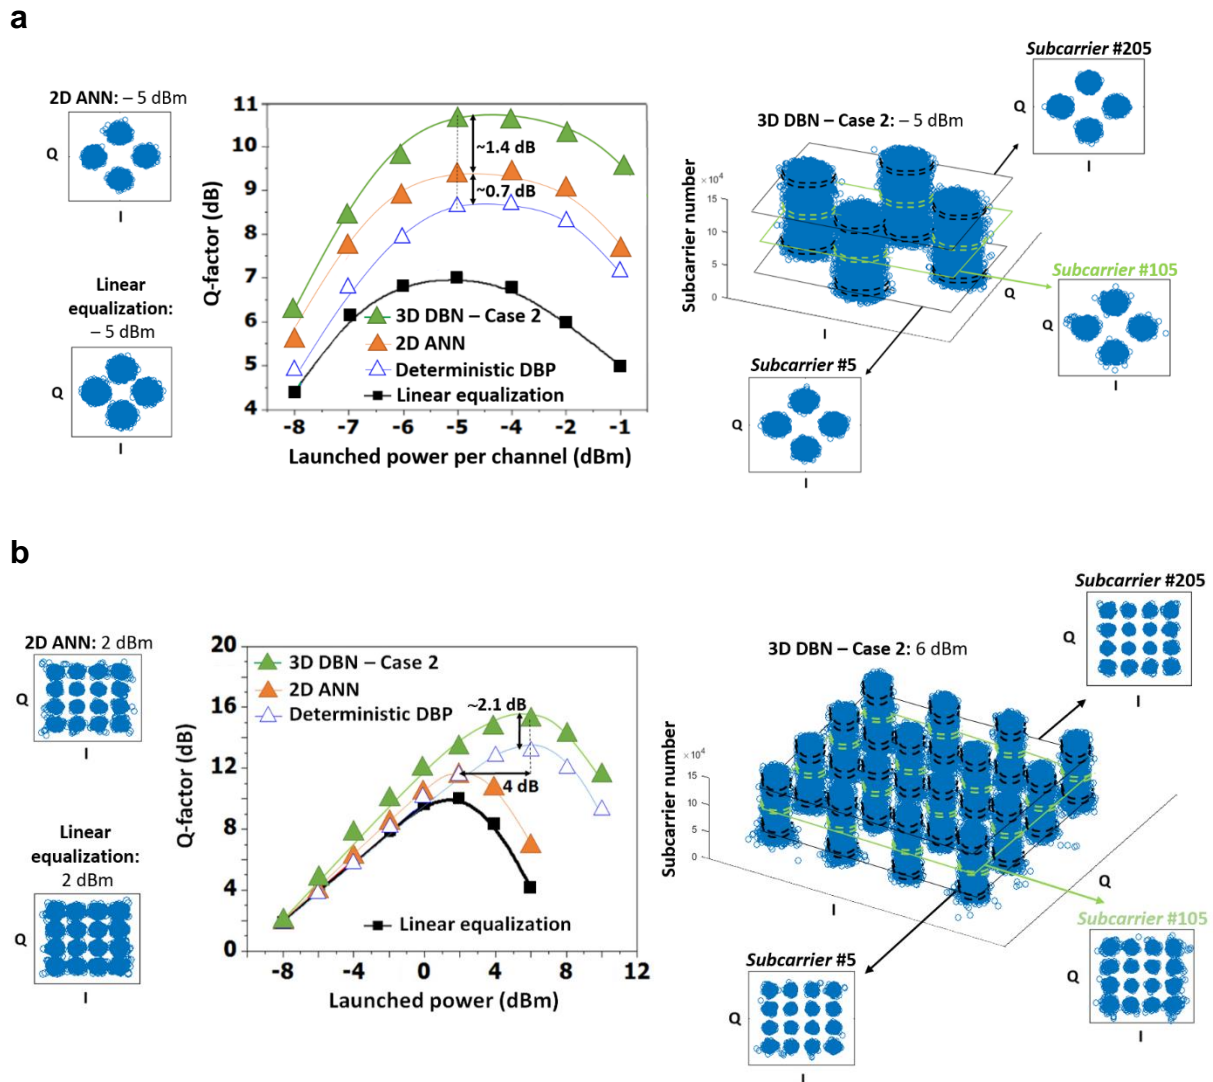 a
2D ANN: – 5 dBm
Q
I
Linear
equalization:
– 5 dBm
Q
I
11
10
9
8
7
6
5
4
Q-factor (dB)
~1.4 dB
~0.7 dB
3D DBN – Case 2
2D ANN
Deterministic DBP
Linear equalization
-8 -7 -6 -5 -4 -2 -1
Launched power per channel (dBm)
3D DBN – Case 2: – 5 dBm
Subcarrier number
×10⁴
15
10
5
0
I
Q
Subcarrier #205
Q
I
Subcarrier #105
Q
I
Subcarrier #5
Q
I
b
2D ANN: 2 dBm
Q
I
Linear
equalization:
2 dBm
Q
I
20
16
12
8
4
0
Q-factor (dB)
3D DBN – Case 2
2D ANN
Deterministic DBP
~2.1 dB
4 dB
Linear equalization
-8 -4 0 4 8 12
Launched power (dBm)
3D DBN – Case 2: 6 dBm
Subcarrier number
×10⁴
15
10
5
0
I
Q
Subcarrier #205
Q
I
Subcarrier #105
Q
I
Subcarrier #5
Q
I